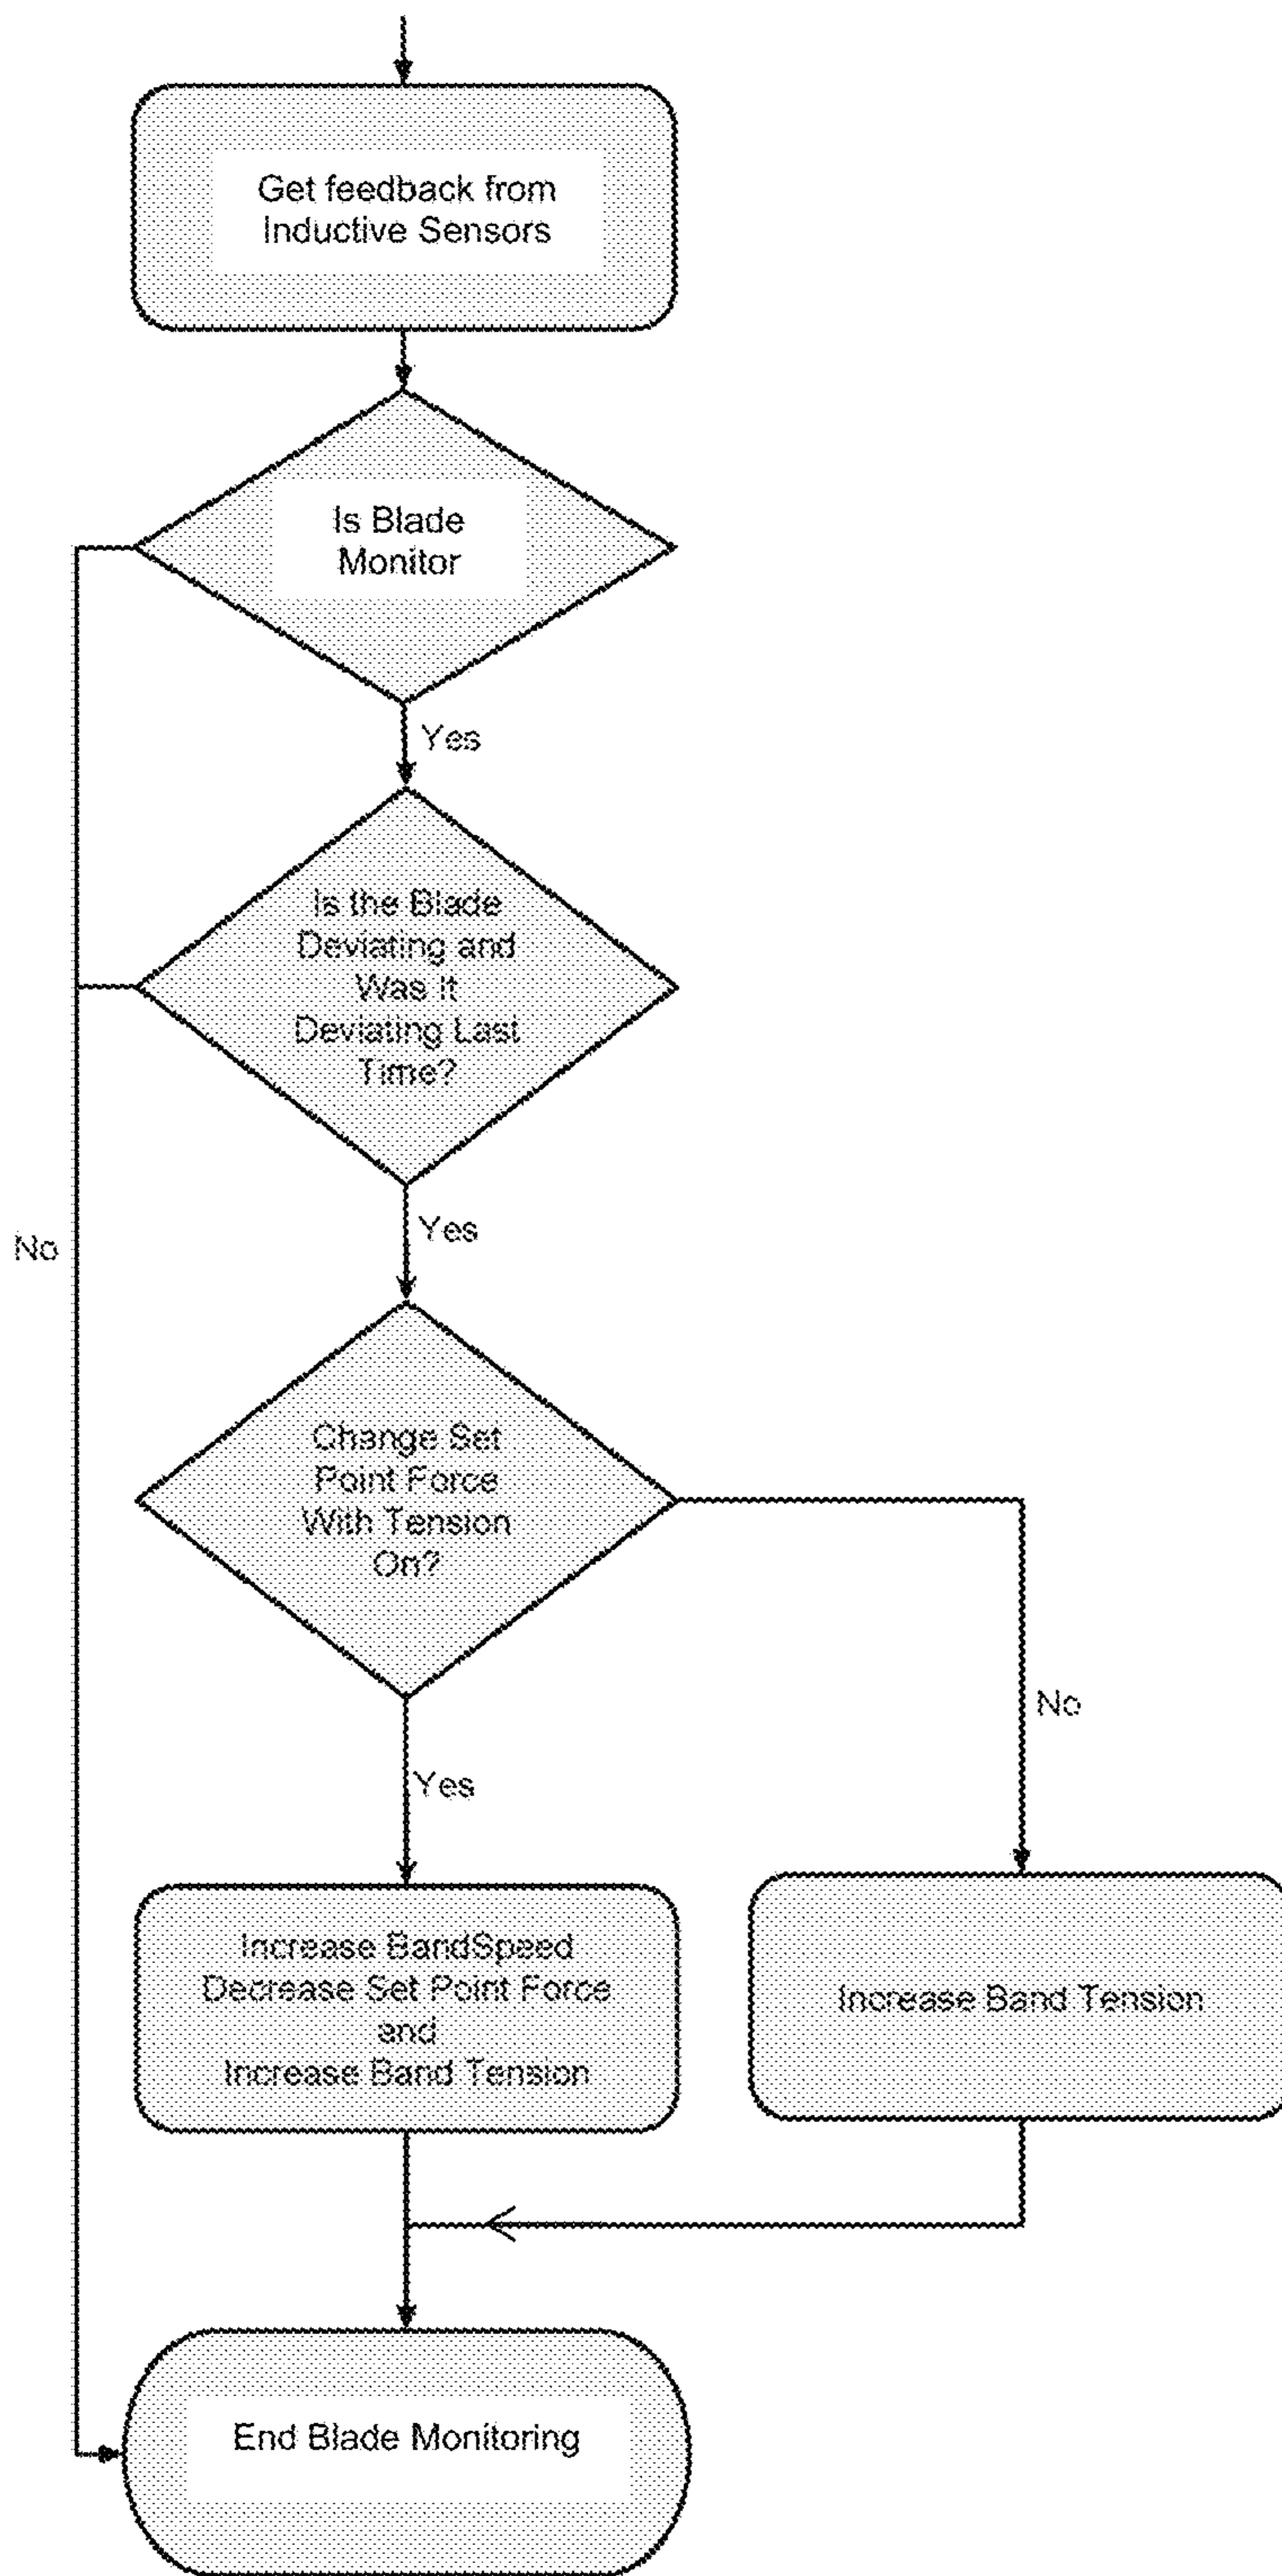 Get feedback from
Inductive Sensors
Is Blade
Monitor
Yes
Is the Blade
Deviating and
Was It
Deviating Last
Time?
No
Yes
Change Set
Point Force
With Tension
On?
No
Yes
Increase BandSpeed
Decrease Set Point Force
and
Increase Band Tension
Increase Band Tension
End Blade Monitoring